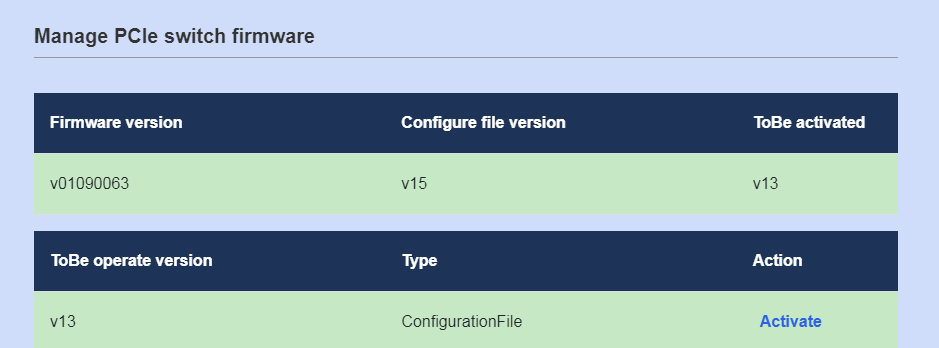 Manage PCIe switch firmware
Firmware version Configure file version ToBe activated
v01090063 v15 v13
ToBe operate version Type Action
v13 ConfigurationFile Activate